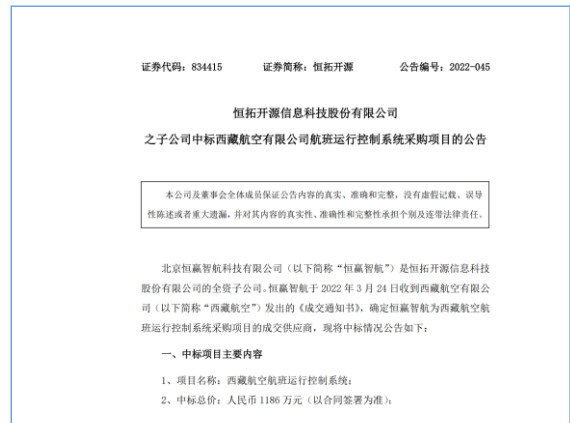 证券代码：834415 证券简称：恒拓开源 公告编号：2022-045
恒拓开源信息科技股份有限公司
之子公司中标西藏航空有限公司航班运行控制系统采购项目的公告
本公司及董事会全体成员保证公告内容的真实、准确和完整，没有虚假记载、误导
性陈述或者重大遗漏，并对其内容的真实性、准确性和完整性承担个别及连带法律责任。
北京恒赢智航科技有限公司（以下简称“恒赢智航”）是恒拓开源信息科技
股份有限公司的全资子公司。恒赢智航于 2022 年 3 月 24 日收到西藏航空有限公
司（以下简称“西藏航空”）发出的《成交通知书》，确定恒赢智航为西藏航空航
班运行控制系统采购项目的成交供应商，现将中标情况公告如下：
一、中标项目主要内容
1、项目名称：西藏航空航班运行控制系统；
2、中标总价：人民币 1186 万元（以合同签署为准）；